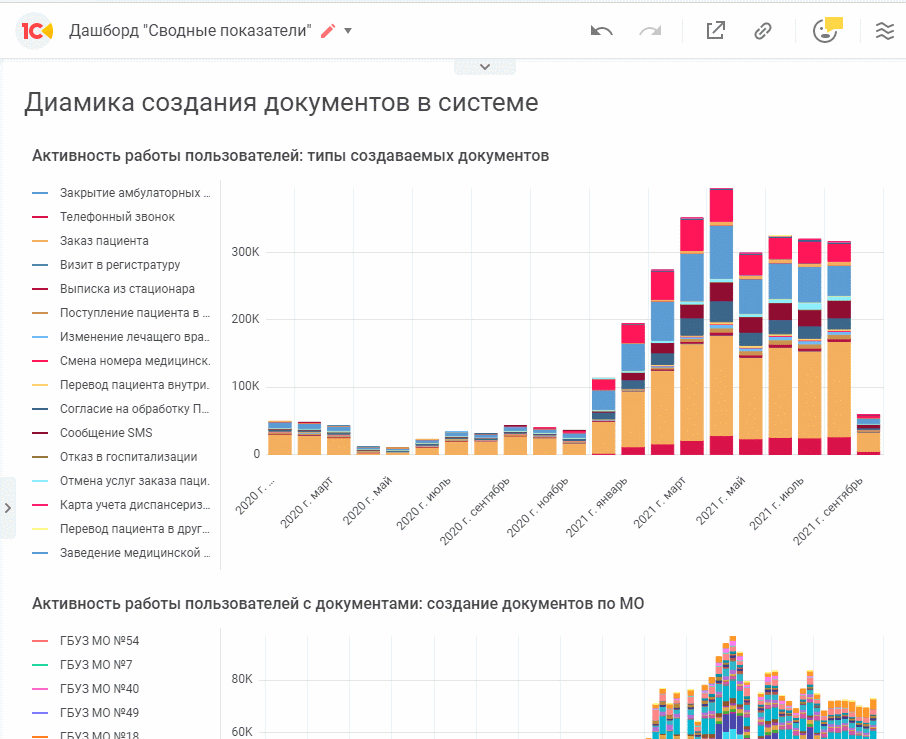 1С
Дашборд "Сводные показатели"
Диамика создания документов в системе
Активность работы пользователей: типы создаваемых документов
Закрытие амбулаторных ...
Телефонный звонок
Заказ пациента
Визит в регистратуру
Выписка из стационара
Поступление пациента в ...
Изменение лечащего вра..
Смена номера медицинск.
Перевод пациента внутри.
Согласие на обработку П...
Сообщение SMS
Отказ в госпитализации
Отмена услуг заказа паци.
Карта учета диспансериз...
Перевод пациента в друг...
Заведение медицинской ..
300K
200K
100K
0
2020 г. ...
2020 г. март
2020 г. май
2020 г. июль
2020 г. сентябрь
2020 г. ноябрь
2021 г. январь
2021 г. март
2021 г. май
2021 г. июль
2021 г. сентябрь
Активность работы пользователей с документами: создание документов по МО
ГБУЗ МО №54
ГБУЗ МО №7
ГБУЗ МО №40
ГБУЗ МО №49
ГБУЗ МО №18
80K
60K